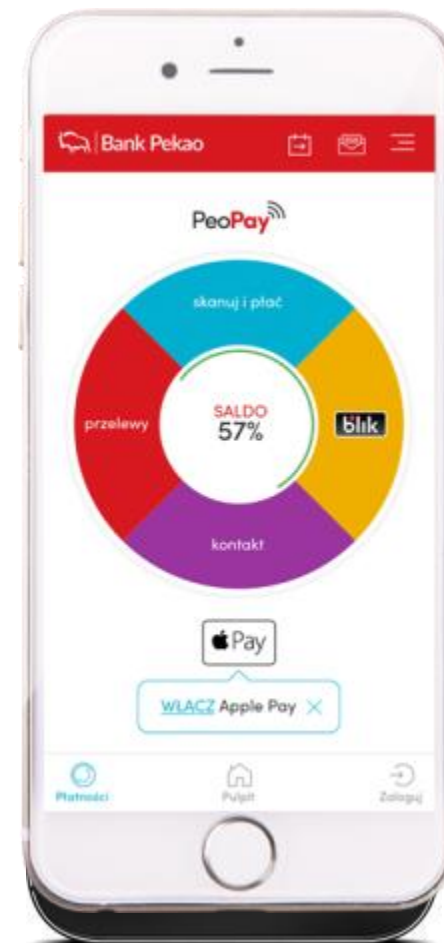 Bank Pekao
PeoPay
skanuj i płać
przelewy
SALDO
57%
blik
kontakt
Pay
WŁĄCZ Apple Pay
Płatności
Pulpit
Zaloguj